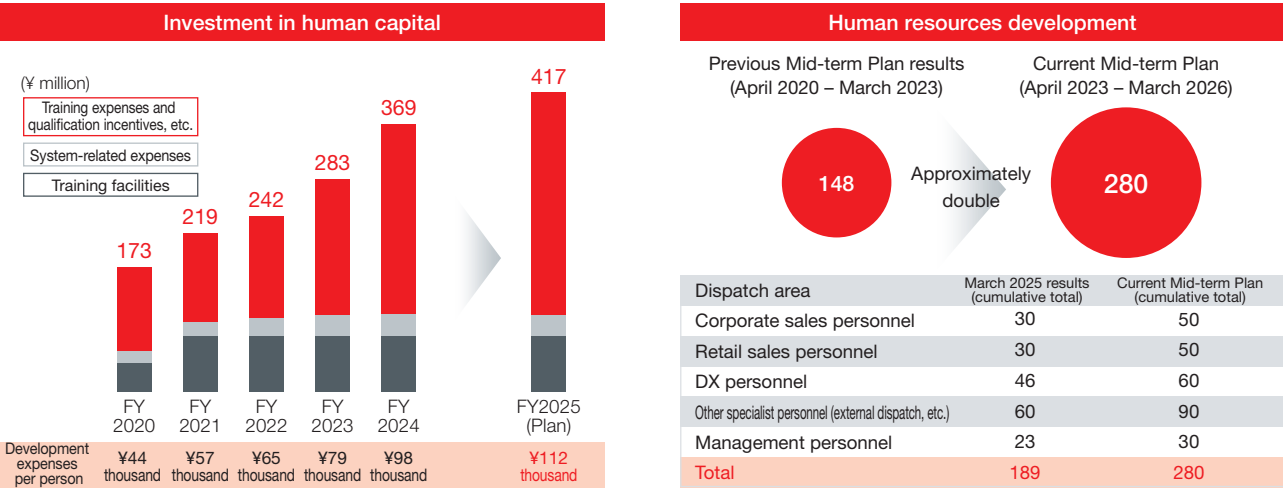 Investment in human capital
(¥ million)
Training expenses and
qualification incentives, etc.
System-related expenses
Training facilities
173
219
242
283
369
417
FY
2020
FY
2021
FY
2022
FY
2023
FY
2024
FY2025
(Plan)
Development
expenses
per person
¥44
thousand
¥57
thousand
¥65
thousand
¥79
thousand
¥98
thousand
¥112
thousand
Human resources development
Previous Mid-term Plan results
(April 2020 – March 2023)
Current Mid-term Plan
(April 2023 – March 2026)
148
Approximately
double
280
Dispatch area
March 2025 results
(cumulative total)
Current Mid-term Plan
(cumulative total)
Corporate sales personnel 30 50
Retail sales personnel 30 50
DX personnel 46 60
Other specialist personnel (external dispatch, etc.) 60 90
Management personnel 23 30
Total 189 280